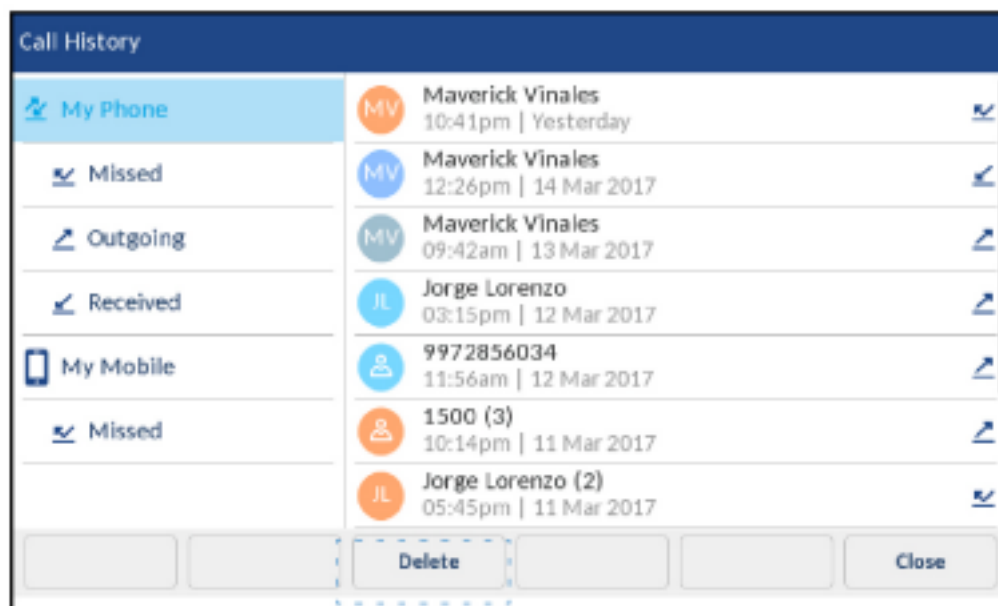 Call History
My Phone
Missed
Outgoing
Received
My Mobile
Missed
MV
Maverick Vinales
10:41pm | Yesterday
MV
Maverick Vinales
12:26pm | 14 Mar 2017
MV
Maverick Vinales
09:42am | 13 Mar 2017
JL
Jorge Lorenzo
03:15pm | 12 Mar 2017
9972856034
11:56am | 12 Mar 2017
1500 (3)
10:14pm | 11 Mar 2017
JL
Jorge Lorenzo (2)
05:45pm | 11 Mar 2017
Delete
Close